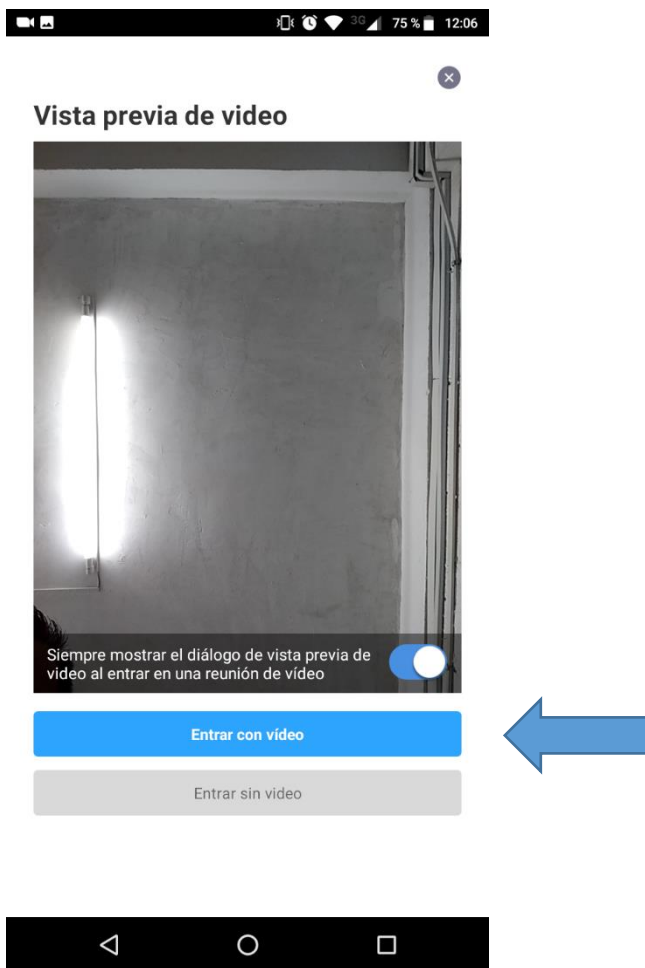 3G 75 % 12:06
Vista previa de video
Siempre mostrar el diálogo de vista previa de
video al entrar en una reunión de vídeo
Entrar con vídeo
Entrar sin video